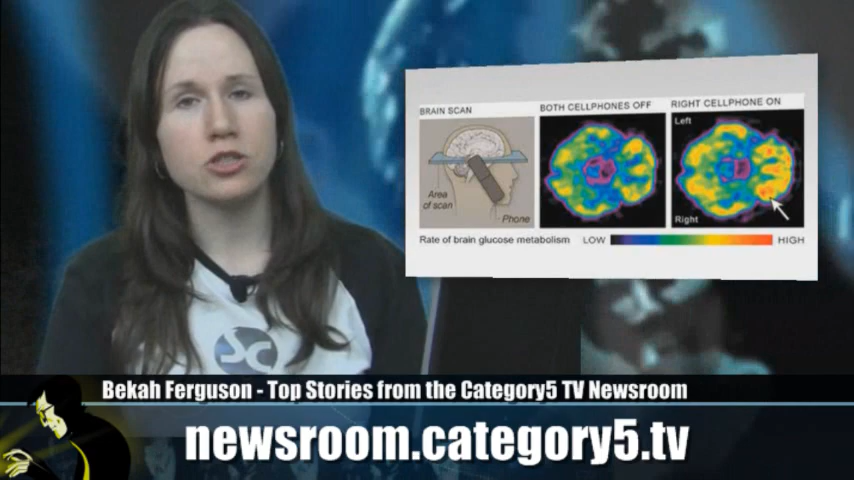 BRAIN SCAN
BOTH CELLPHONES OFF
RIGHT CELLPHONE ON
Left
Area
of scan
Phone
Right
Rate of brain glucose metabolism LOW HIGH
SC
Bekah Ferguson - Top Stories from the Category5 TV Newsroom
newsroom.category5.tv